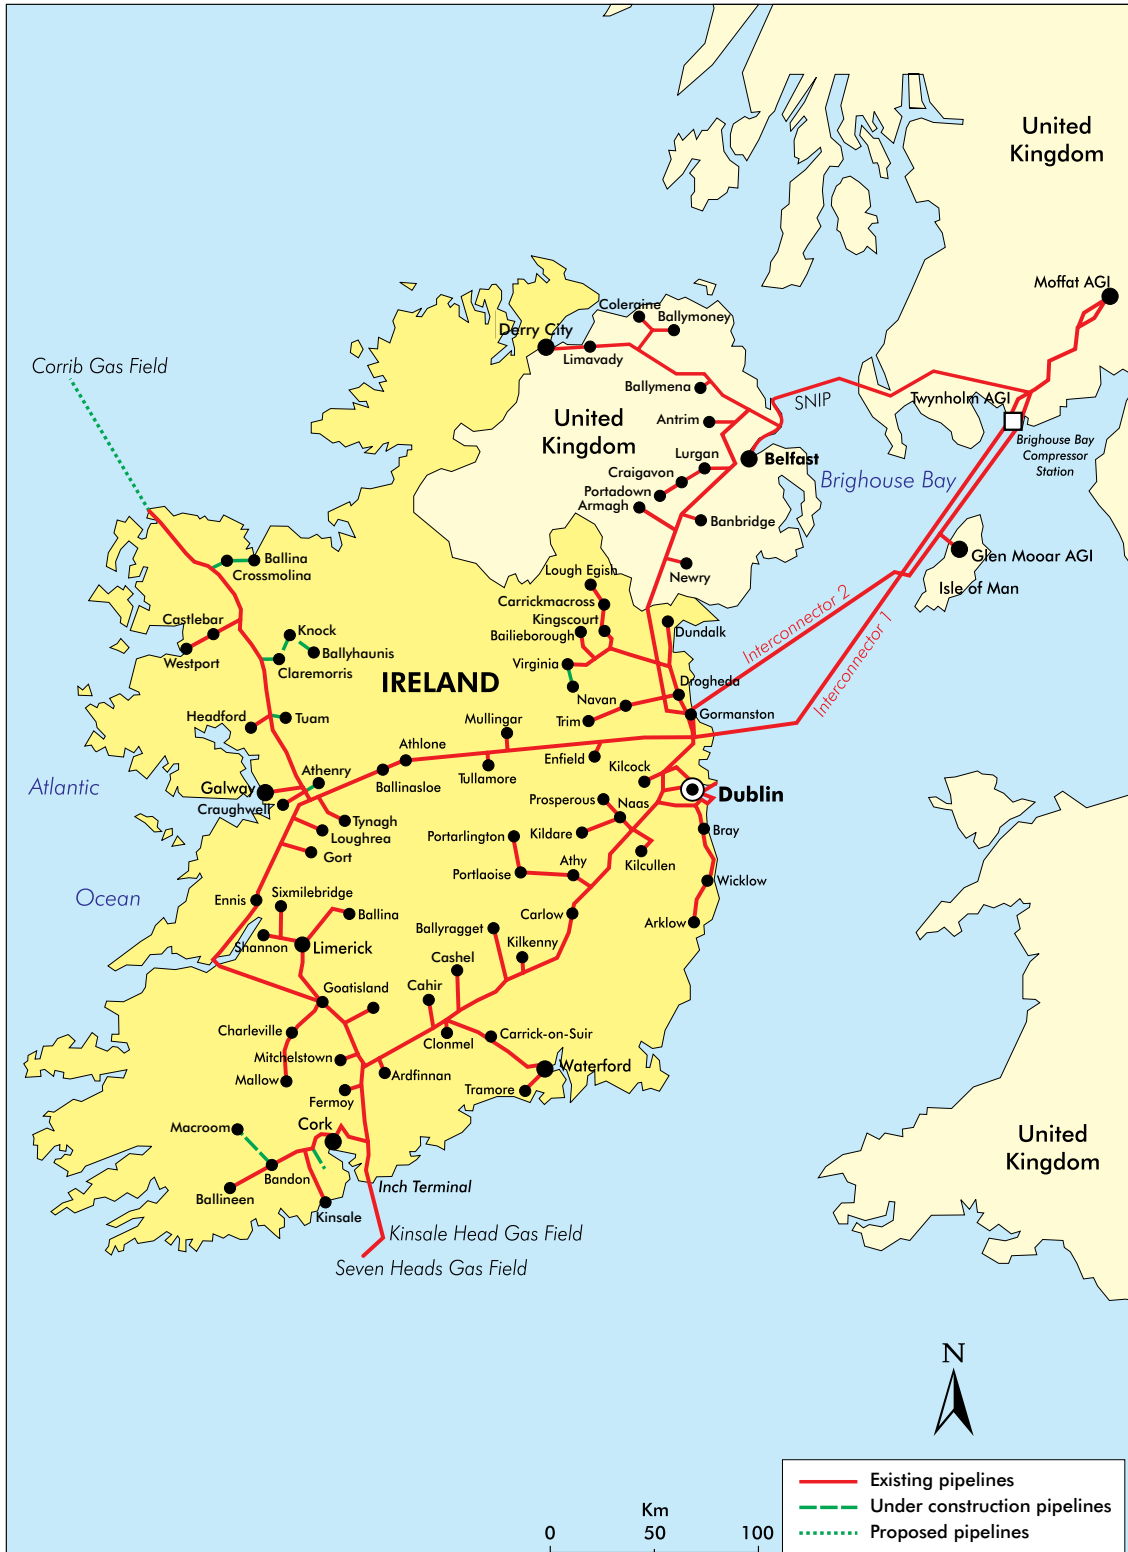 United
Kingdom
Moffat AGI
Coleraine
Ballymoney
Derry City
Limavady
Corrib Gas Field
Ballymena
SNIP
Twynholm AGI
United
Kingdom
Antrim
Brighouse Bay
Compressor
Station
Lurgan
Belfast
Craigavon
Brighouse Bay
Portadown
Armagh
Banbridge
Glen Mooar AGI
Ballina
Crossmolina
Lough Egish
Newry
Isle of Man
Carrickmacross
Interconnector 2
Castlebar
Kingscourt
Knock
Bailieborough
Dundalk
Interconnector 1
Westport
Ballyhaunis
Virginia
Claremorris
IRELAND
Drogheda
Navan
Headford
Tuam
Mullingar
Trim
Gormanston
Athlone
Enfield
Athenry
Tullamore
Kilcock
Atlantic
Galway
Ballinasloe
Dublin
Craughwell
Prosperous
Naas
Tynagh
Loughrea
Portarlington
Kildare
Bray
Gort
Kilcullen
Athy
Portlaoise
Wicklow
Ocean
Ennis
Sixmilebridge
Ballina
Carlow
Arklow
Ballyragget
Shannon
Limerick
Kilkenny
Cashel
Goatisland
Cahir
Charleville
Carrick-on-Suir
Clonmel
Mitchelstown
Waterford
Mallow
Ardfinnan
Tramore
Fermoy
Cork
Macroom
United
Kingdom
Bandon
Inch Terminal
Ballineen
Kinsale
Kinsale Head Gas Field
Seven Heads Gas Field
N
Existing pipelines
Under construction pipelines
Proposed pipelines
Km
0 50 100